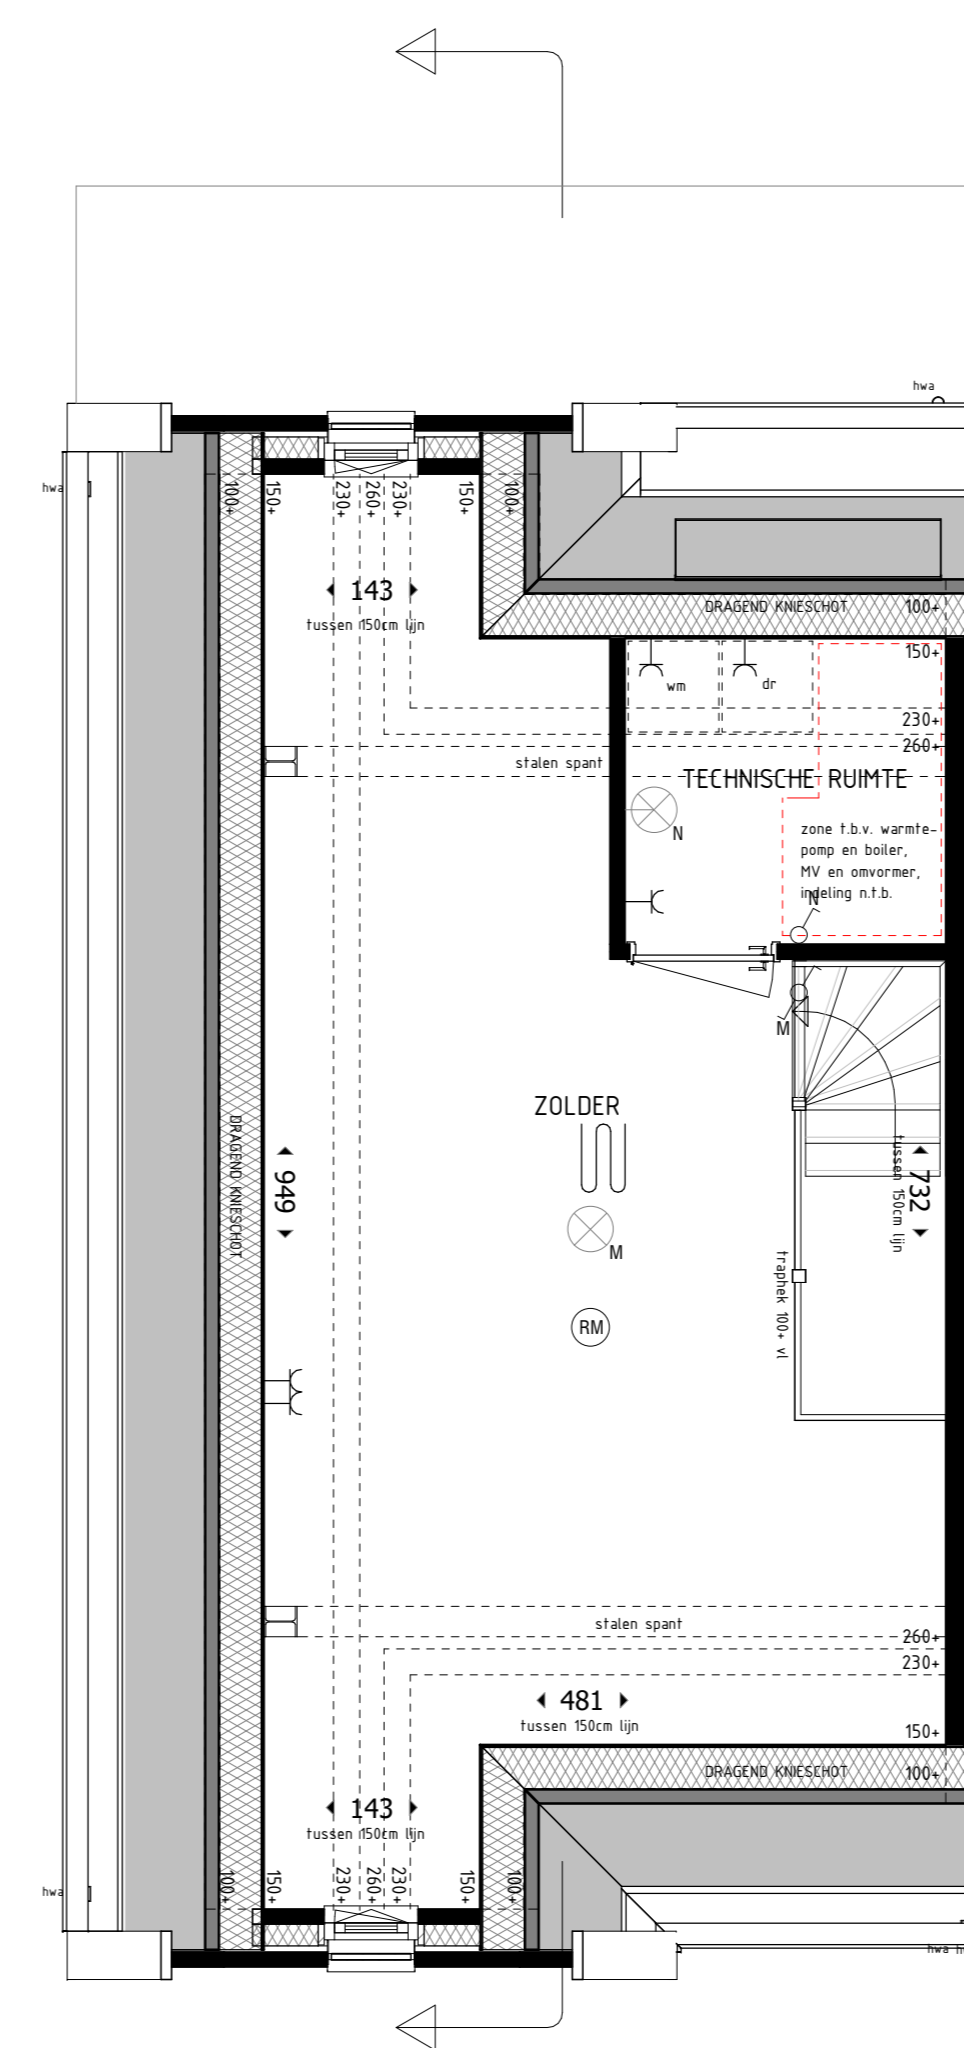 hwa
hwa
100+
150+
230+
260+
230+
150+
100+
143
tussen 150cm lijn
DRAGEND KNIESCHOT
100+
150+
wm
dr
230+
260+
stalen spant
TECHNISCHE RUIMTE
N
zone t.b.v. warmte-
pomp en boiler,
MV en omvormer,
indeling n.t.b.
N
M
ZOLDER
DRAGEND KNIESCHOT
949
732
tussen 150cm lijn
M
traphek 100+ vl
RM
stalen spant
260+
230+
481
tussen 150cm lijn
150+
DRAGEND KNIESCHOT
100+
143
tussen 150cm lijn
100+
150+
230+
260+
230+
150+
100+
hwa
hwa